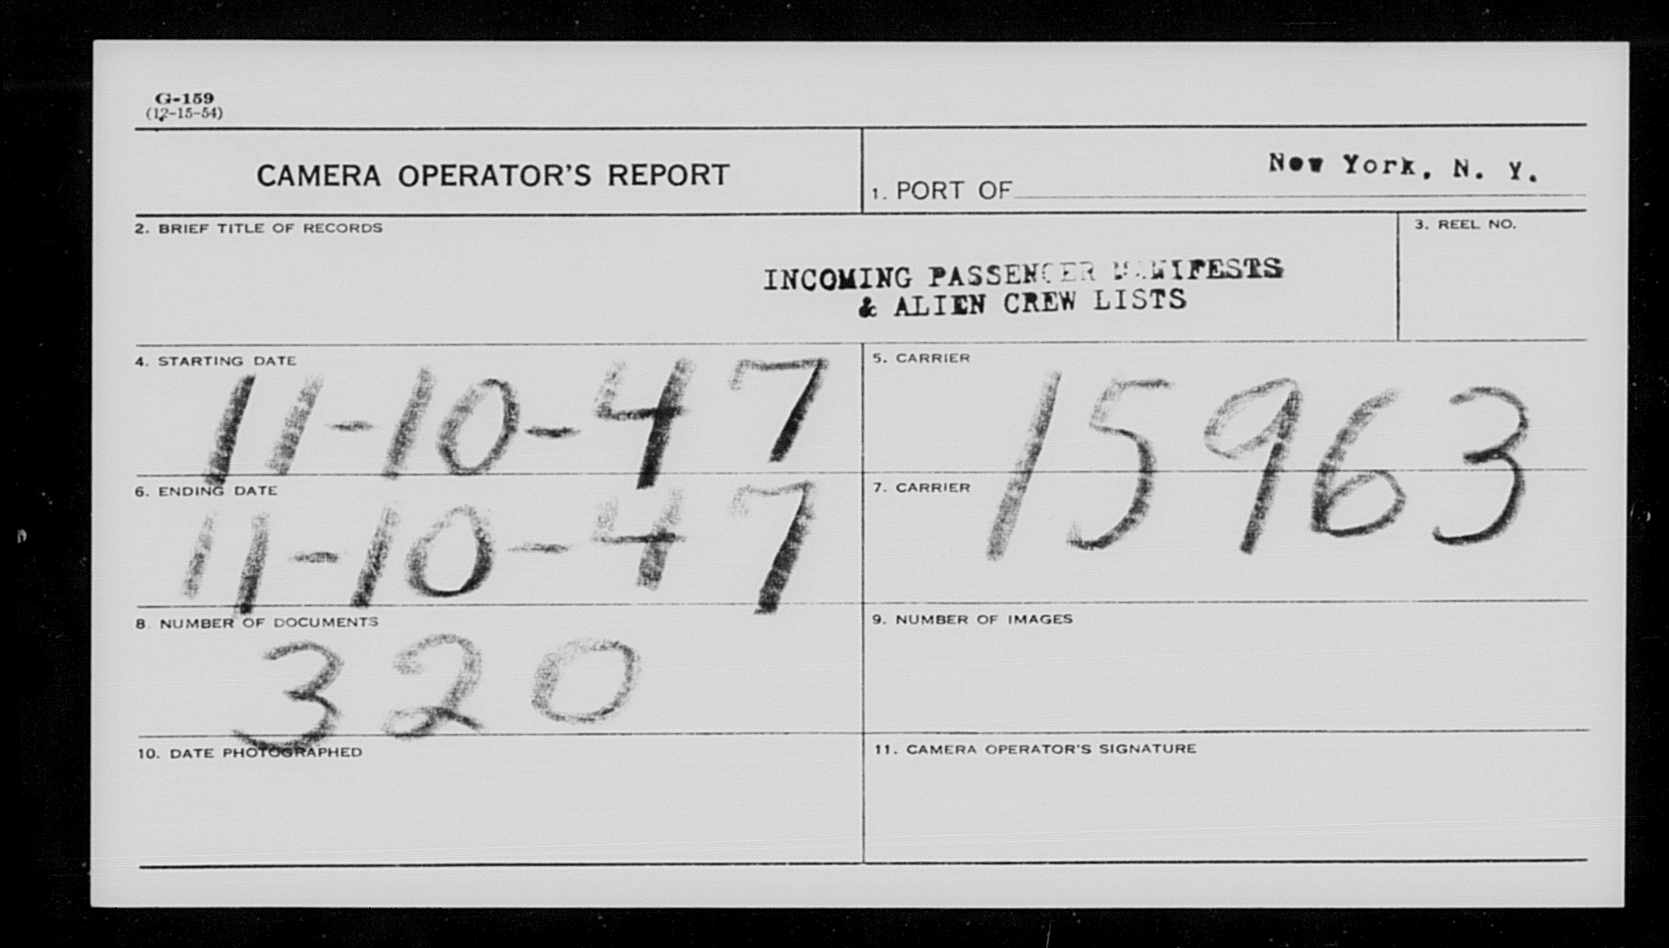 G-159
(12-15-54)
CAMERA OPERATOR'S REPORT
1. PORT OF New York, N. Y.
2. BRIEF TITLE OF RECORDS
3. REEL NO.
INCOMING PASSENGER MANIFESTS
& ALIEN CREW LISTS
4. STARTING DATE
11-10-47
5. CARRIER
15963
6. ENDING DATE
11-10-47
7. CARRIER
8. NUMBER OF DOCUMENTS
320
9. NUMBER OF IMAGES
10. DATE PHOTOGRAPHED
11. CAMERA OPERATOR'S SIGNATURE